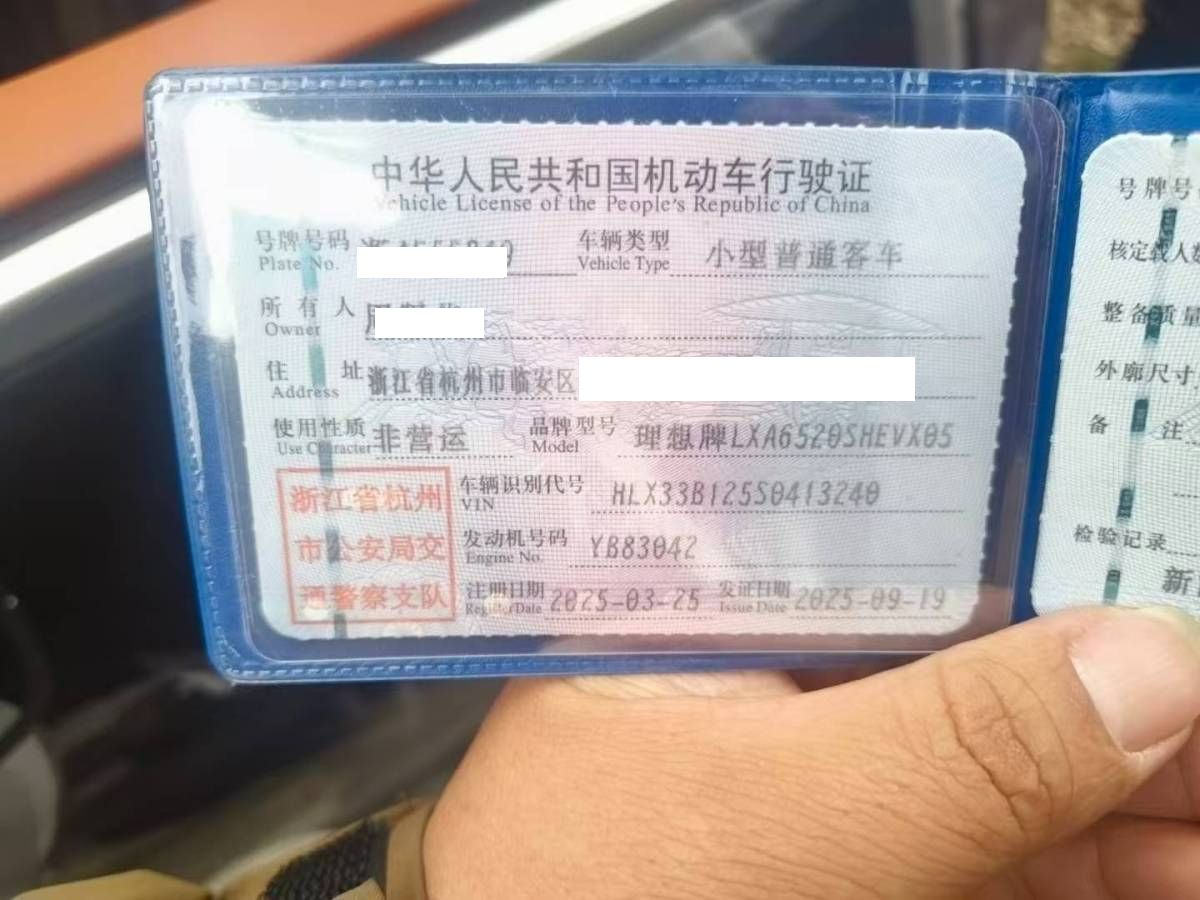 中华人民共和国机动车行驶证
Vehicle License of the People's Republic of China
号牌号码 车辆类型 小型普通客车
Plate No. Vehicle Type
所有人
Owner
住址 浙江省杭州市临安区
Address
使用性质 非营运 品牌型号 理想牌LXA6520SHEVX05
Use Character Model
车辆识别代号 HLX33B125S0413240
VIN
发动机号码 YB83042
Engine No.
注册日期 2025-03-25 发证日期 2025-09-19
Register Date Issue Date
浙江省杭州
市公安局交
通警察支队
号牌号
核定载人
整备质量
外廓尺寸
备注
检验记录
新